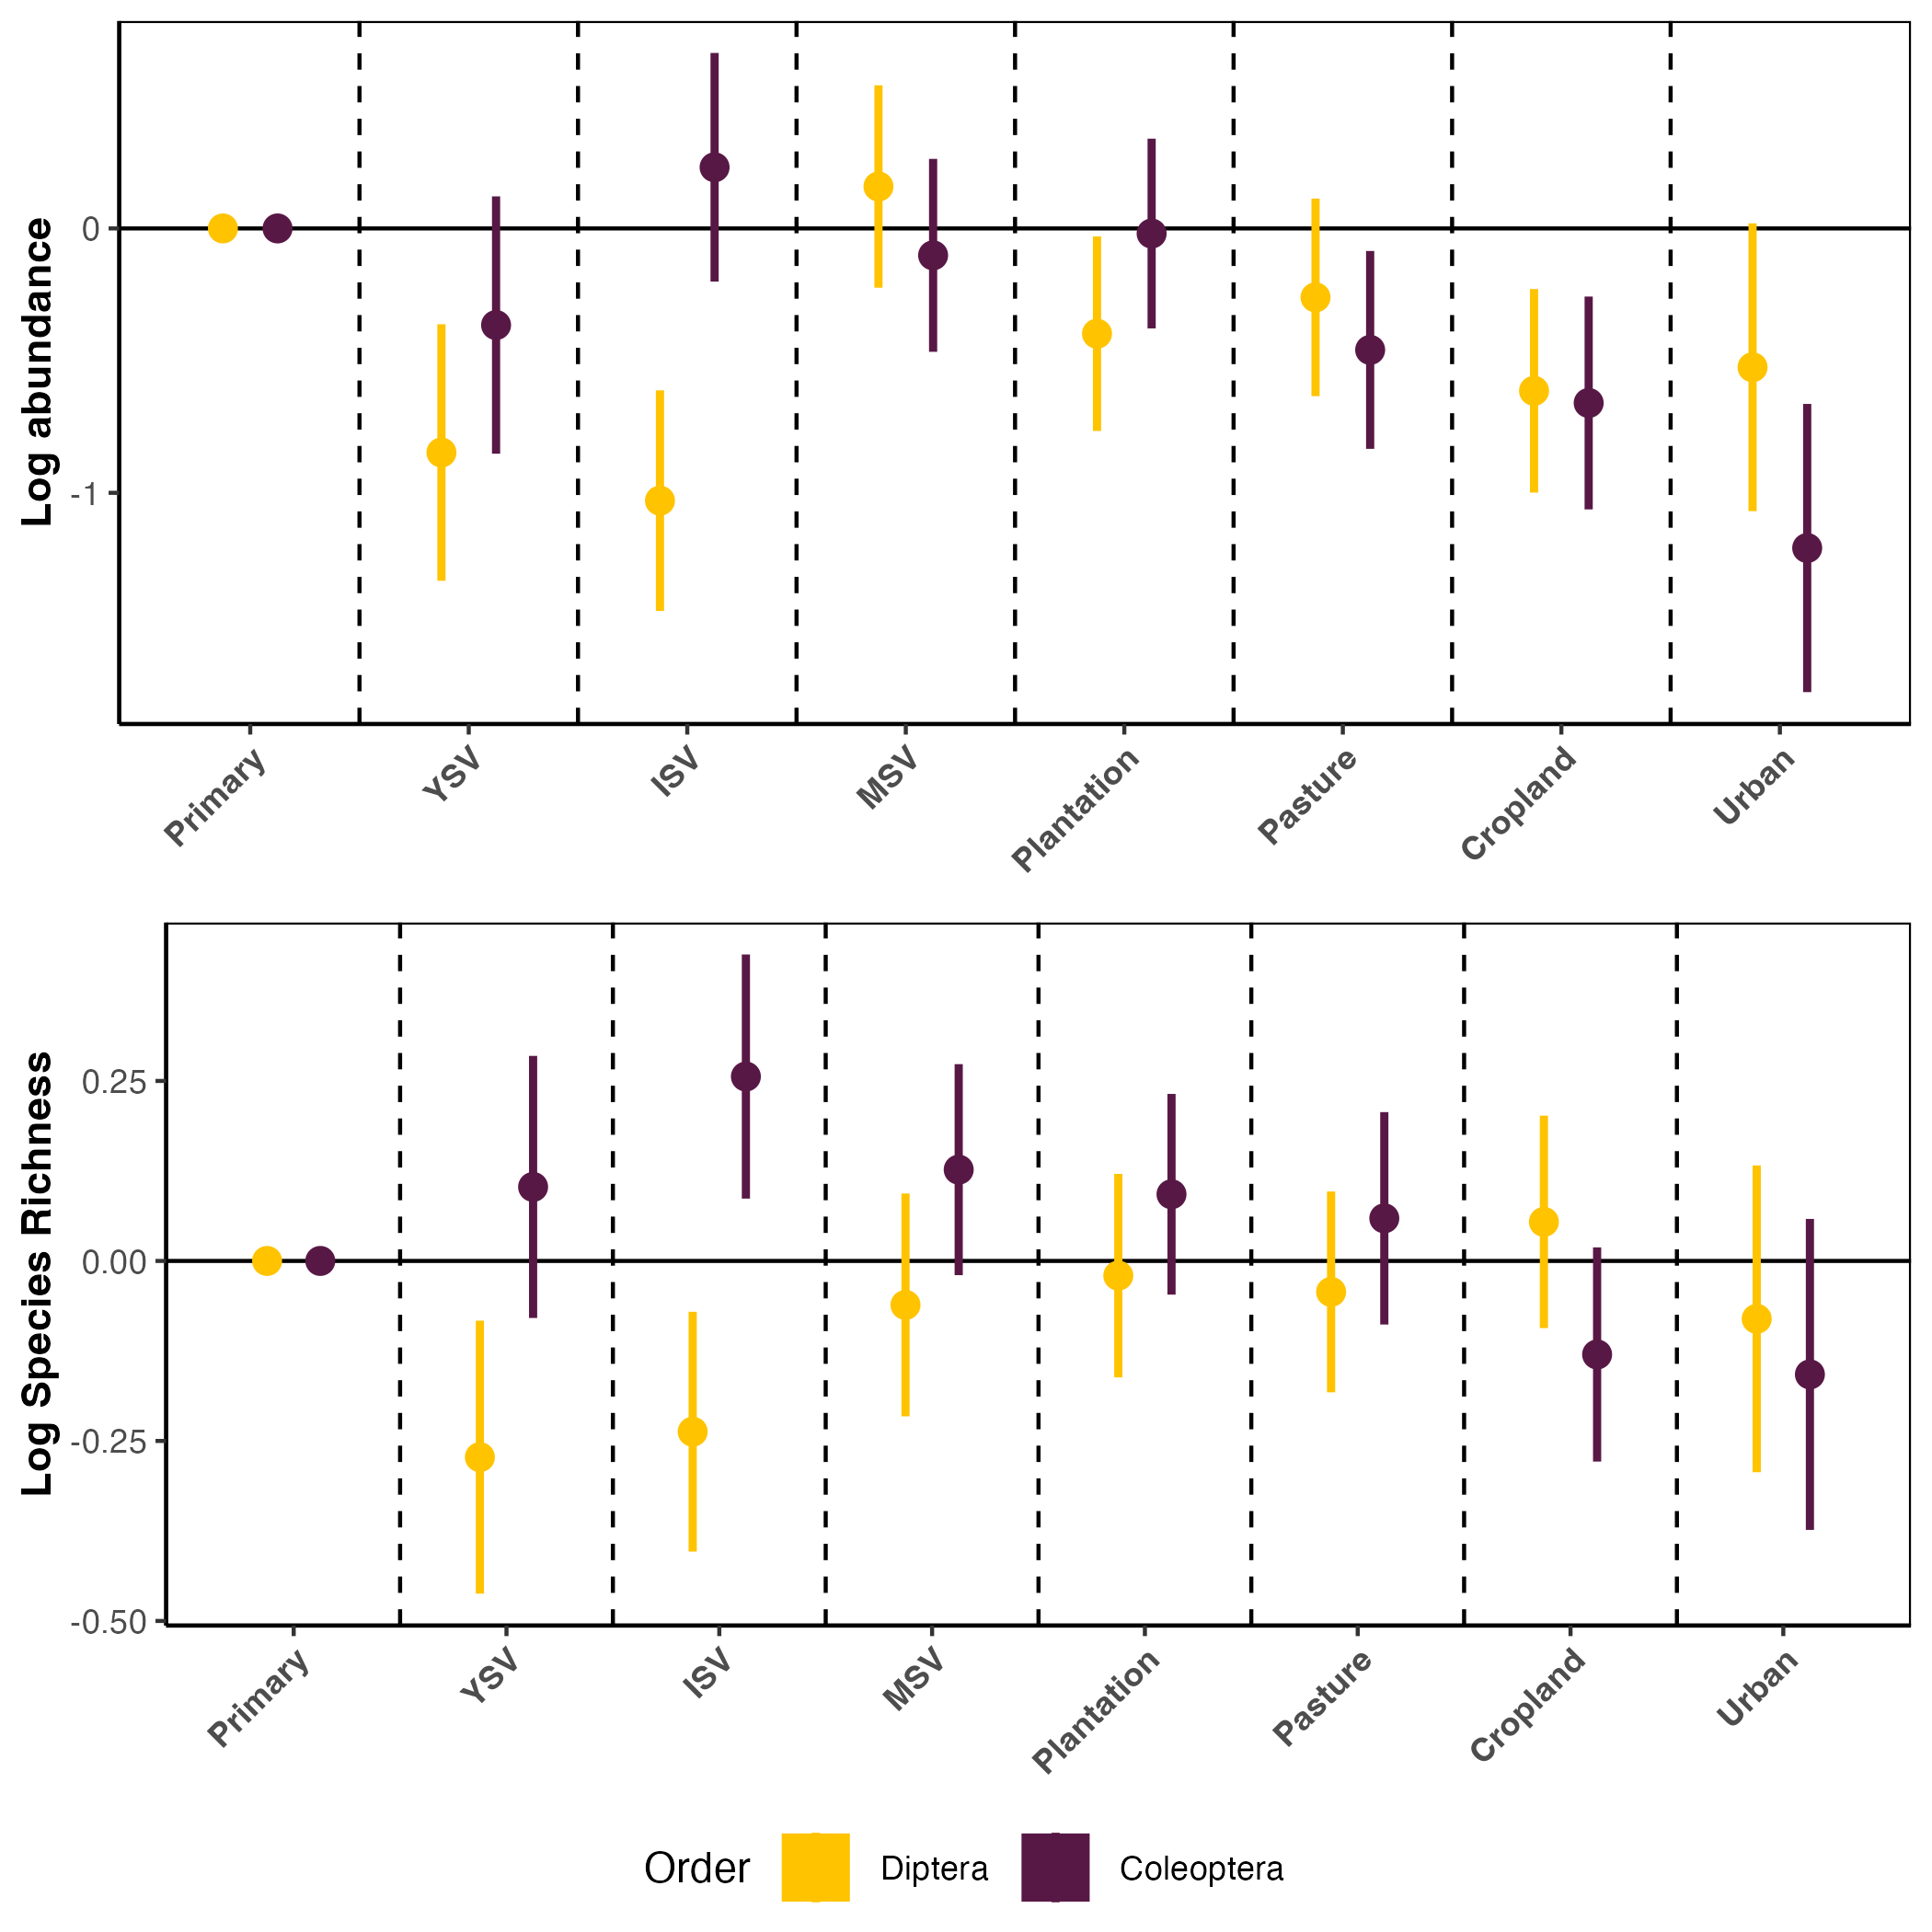 Log abundance
0
-1
Primary
YSV
ISV
MSV
Plantation
Pasture
Cropland
Urban
Log Species Richness
0.25
0.00
-0.25
-0.50
Primary
YSV
ISV
MSV
Plantation
Pasture
Cropland
Urban
Order Diptera Coleoptera